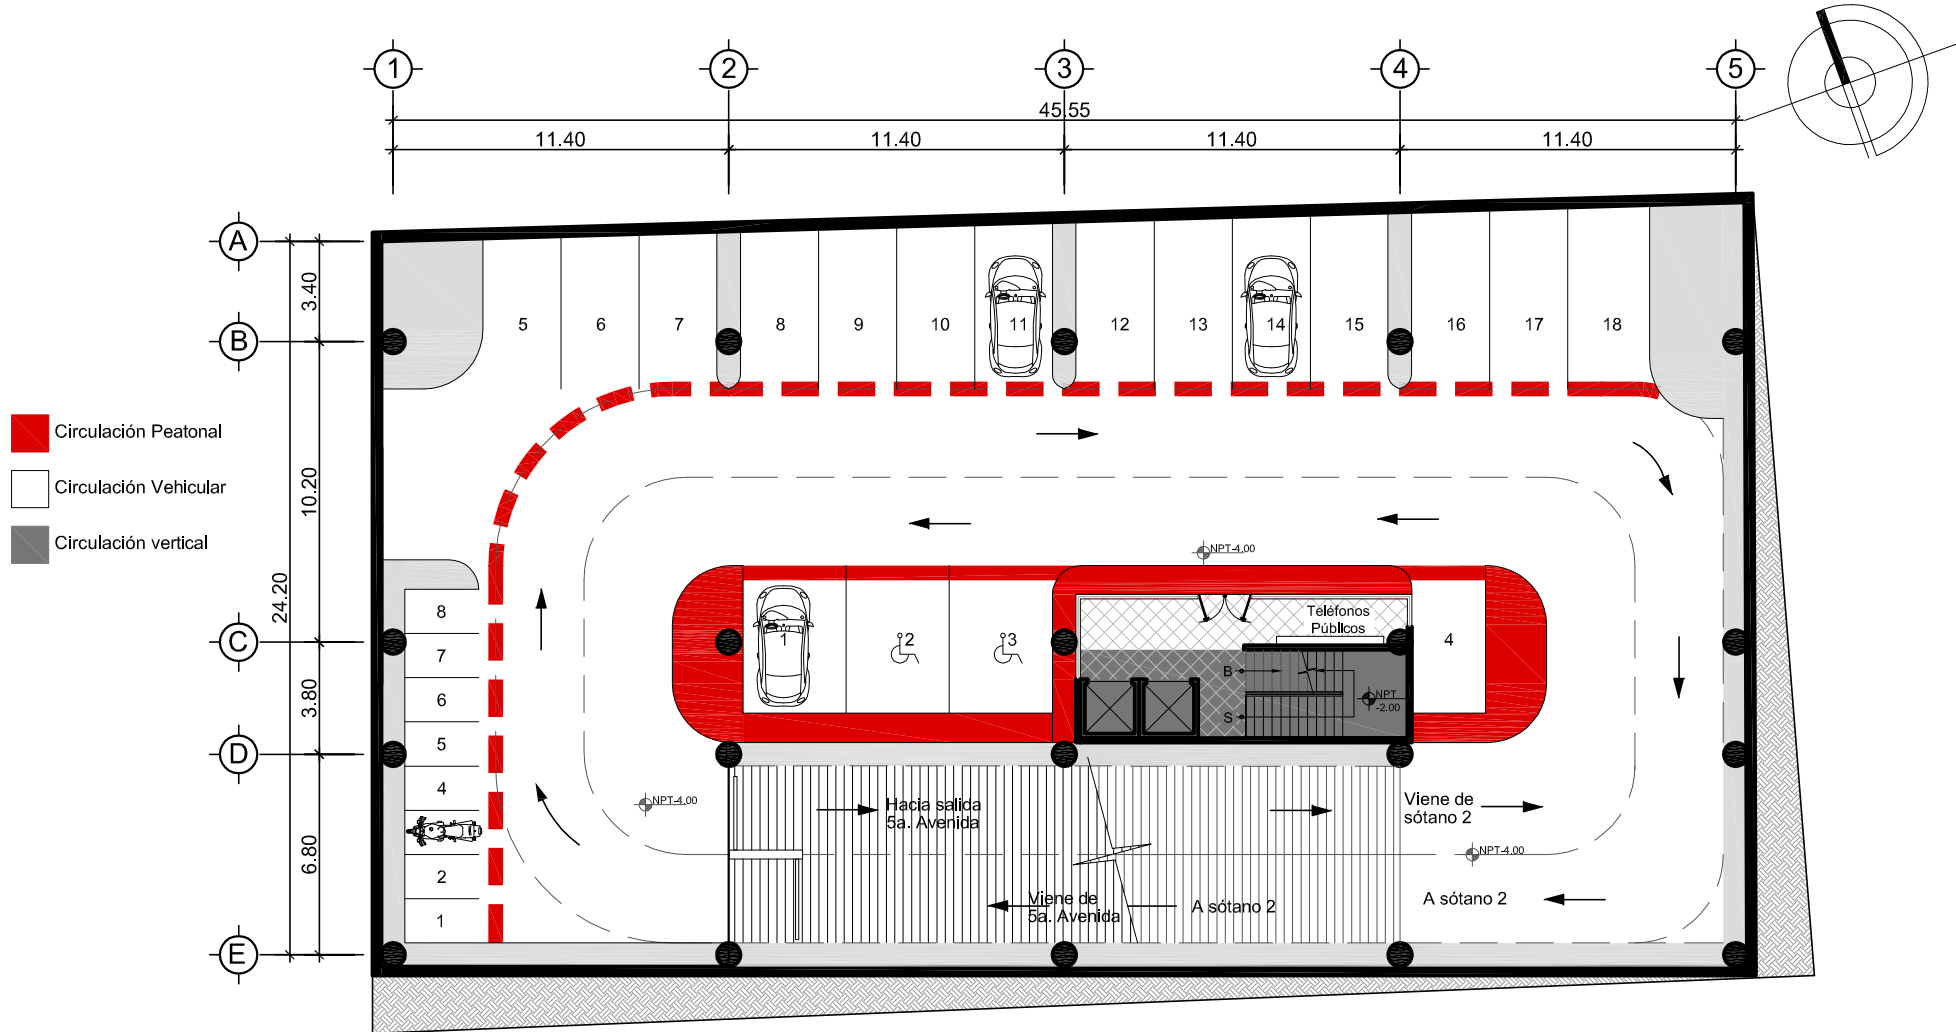 1
2
3
4
5
45.55
11.40
11.40
11.40
11.40
A
B
C
D
E
3.40
10.20
3.80
6.80
24.20
Circulación Peatonal
Circulación Vehicular
Circulación vertical
5
6
7
8
9
10
11
12
13
14
15
16
17
18
NPT-4.00
Teléfonos
Públicos
1
2
3
4
B
S
NPT
-2.00
8
7
6
5
4
2
1
NPT-4.00
Hacia salida
5a. Avenida
Viene de
sótano 2
NPT-4.00
Viene de
5a. Avenida
A sótano 2
A sótano 2